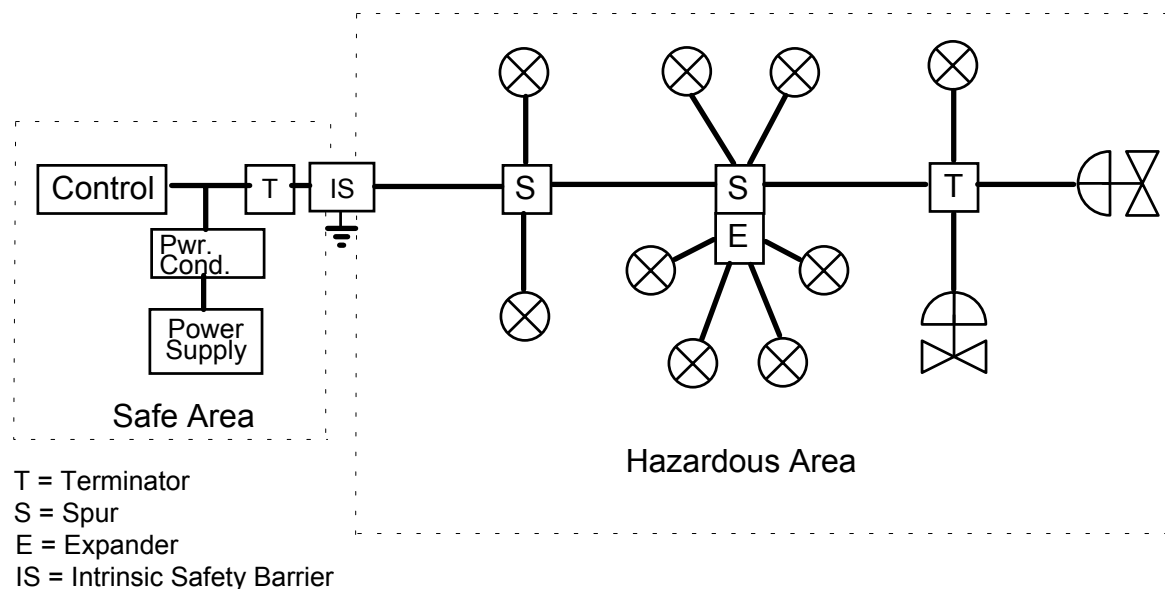 Control
T
IS
S
S
T
E
Pwr.
Cond.
Power
Supply
Safe Area
Hazardous Area
T = Terminator
S = Spur
E = Expander
IS = Intrinsic Safety Barrier